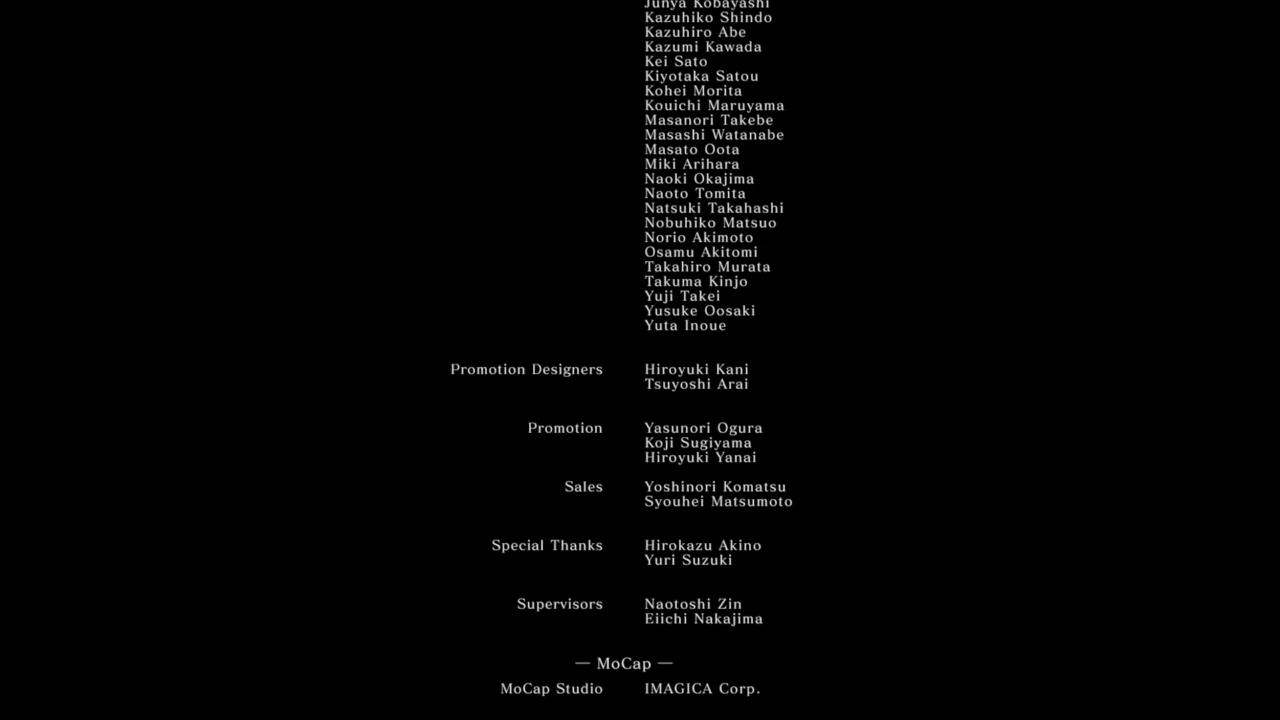 Junya Kobayashi
Kazuhiko Shindo
Kazuhiro Abe
Kazumi Kawada
Kei Sato
Kiyotaka Satou
Kohei Morita
Kouichi Maruyama
Masanori Takebe
Masashi Watanabe
Masato Oota
Miki Arihara
Naoki Okajima
Naoto Tomita
Natsuki Takahashi
Nobuhiko Matsuo
Norio Akimoto
Osamu Akitomi
Takahiro Murata
Takuma Kinjo
Yuji Takei
Yusuke Oosaki
Yuta Inoue
Promotion Designers Hiroyuki Kani
Tsuyoshi Arai
Promotion Yasunori Ogura
Koji Sugiyama
Hiroyuki Yanai
Sales Yoshinori Komatsu
Syouhei Matsumoto
Special Thanks Hirokazu Akino
Yuri Suzuki
Supervisors Naotoshi Zin
Eiichi Nakajima
— MoCap —
MoCap Studio IMAGICA Corp.